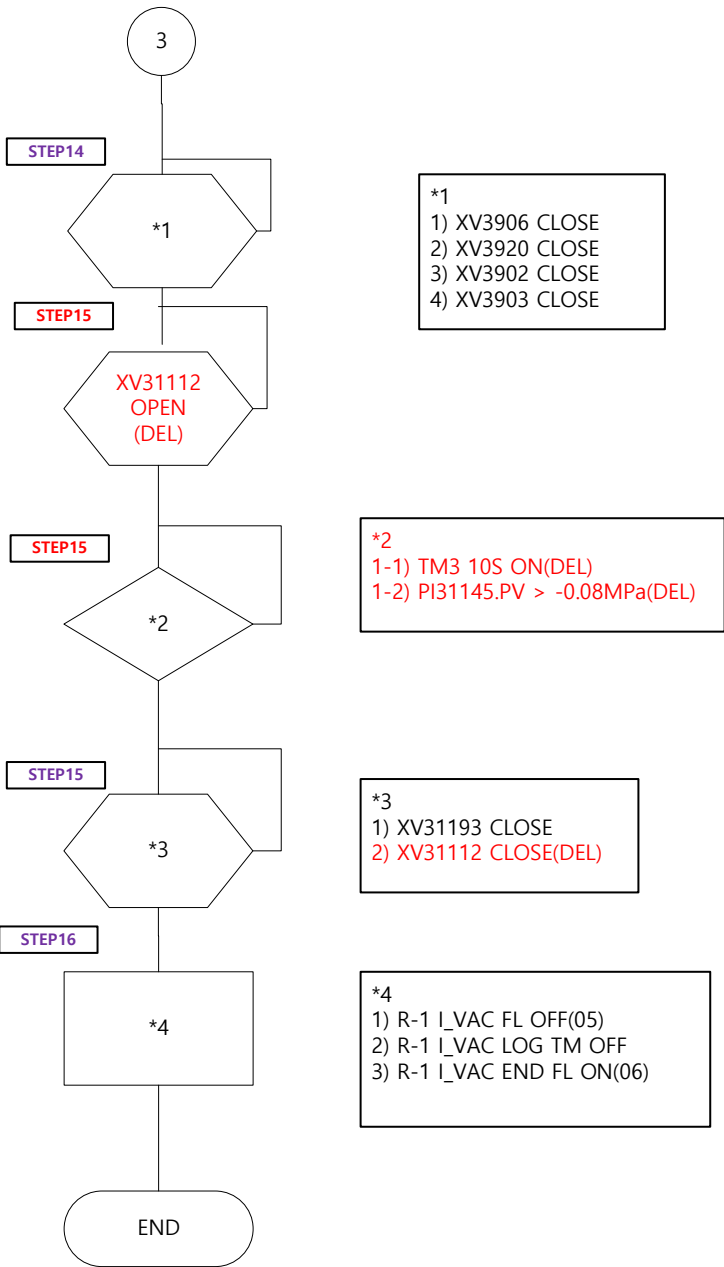 3
STEP14
*1
*1
1) XV3906 CLOSE
2) XV3920 CLOSE
3) XV3902 CLOSE
4) XV3903 CLOSE
STEP15
XV31112
OPEN
(DEL)
STEP15
*2
*2
1-1) TM3 10S ON(DEL)
1-2) PI31145.PV > -0.08MPa(DEL)
STEP15
*3
*3
1) XV31193 CLOSE
2) XV31112 CLOSE(DEL)
STEP16
*4
*4
1) R-1 I_VAC FL OFF(05)
2) R-1 I_VAC LOG TM OFF
3) R-1 I_VAC END FL ON(06)
END